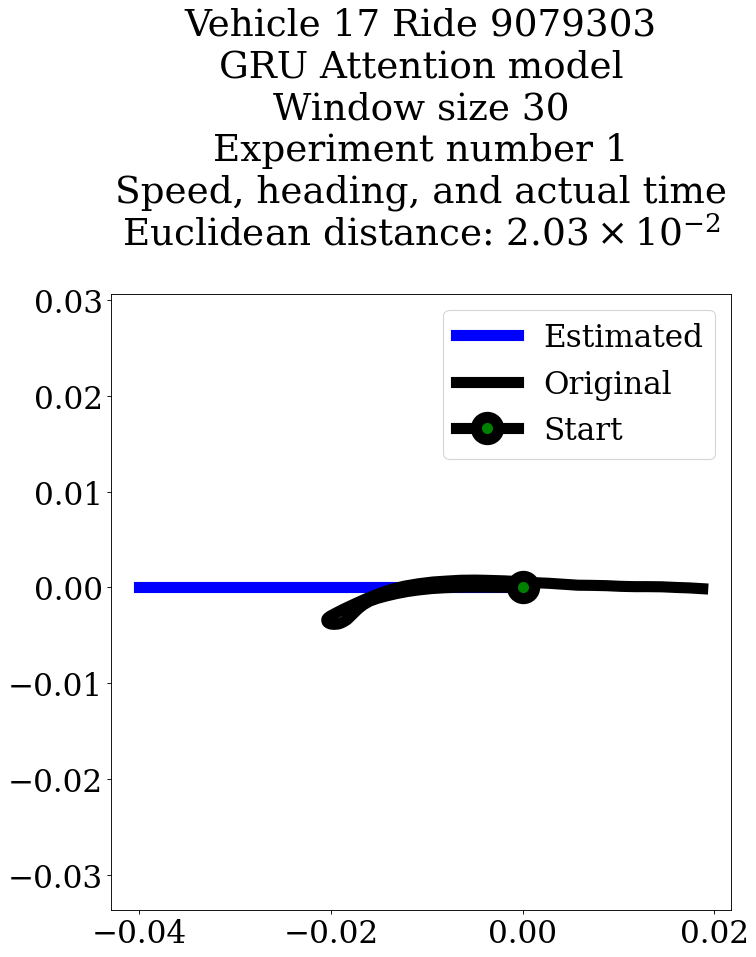 Vehicle 17 Ride 9079303
GRU Attention model
Window size 30
Experiment number 1
Speed, heading, and actual time
Euclidean distance: 2.03 × 10⁻²
Estimated
Original
Start
0.03
0.02
0.01
0.00
−0.01
−0.02
−0.03
−0.04
−0.02
0.00
0.02